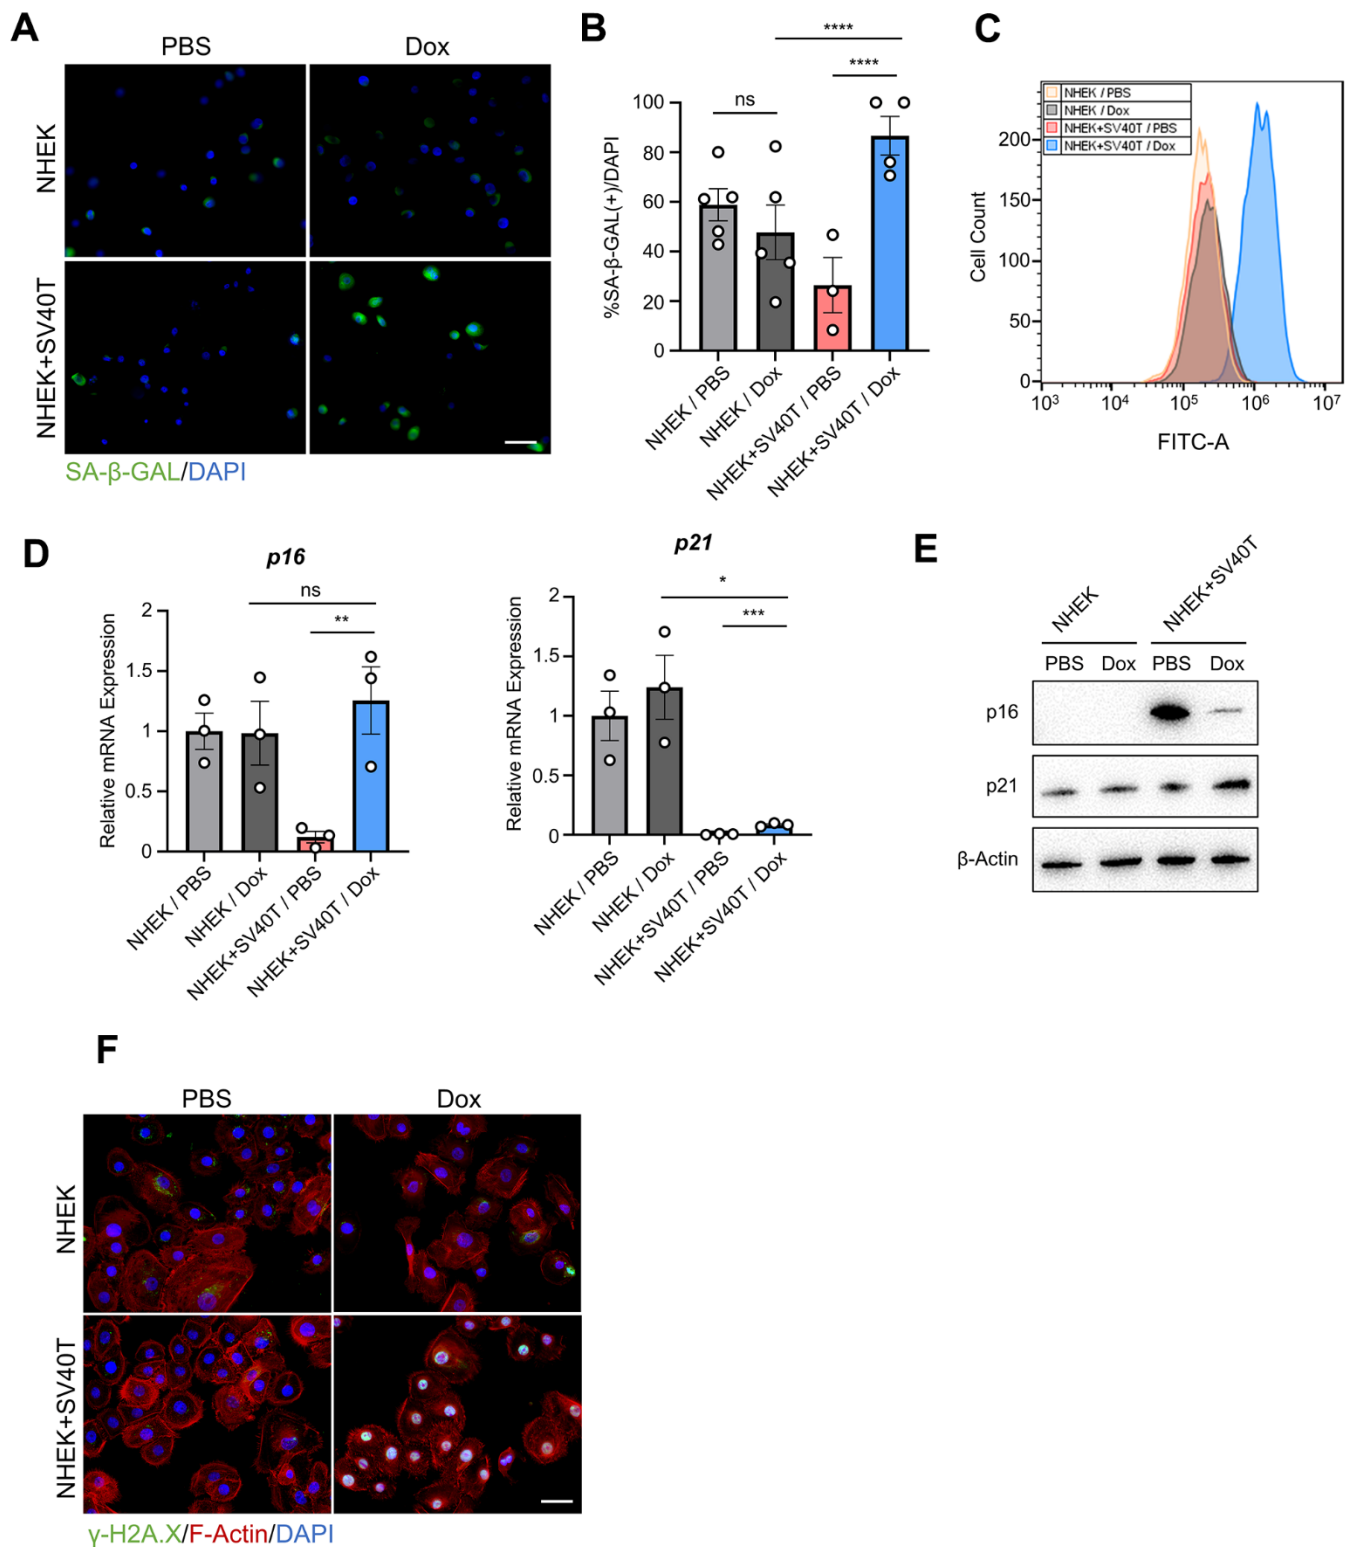 A
PBS
Dox
NHEK
NHEK+SV40T
SA-β-GAL/DAPI
B
****
****
ns
%SA-β-GAL(+)/DAPI
100
80
60
40
20
0
NHEK / PBS
NHEK / Dox
NHEK+SV40T / PBS
NHEK+SV40T / Dox
C
NHEK / PBS
NHEK / Dox
NHEK+SV40T / PBS
NHEK+SV40T / Dox
Cell Count
200
150
100
50
0
10³ 10⁴ 10⁵ 10⁶ 10⁷
FITC-A
D
p16
ns
**
Relative mRNA Expression
2
1.5
1
0.5
0
NHEK / PBS
NHEK / Dox
NHEK+SV40T / PBS
NHEK+SV40T / Dox
p21
*
***
Relative mRNA Expression
2
1.5
1
0.5
0
NHEK / PBS
NHEK / Dox
NHEK+SV40T / PBS
NHEK+SV40T / Dox
E
NHEK
NHEK+SV40T
PBS Dox PBS Dox
p16
p21
β-Actin
F
PBS
Dox
NHEK
NHEK+SV40T
γ-H2A.X/F-Actin/DAPI